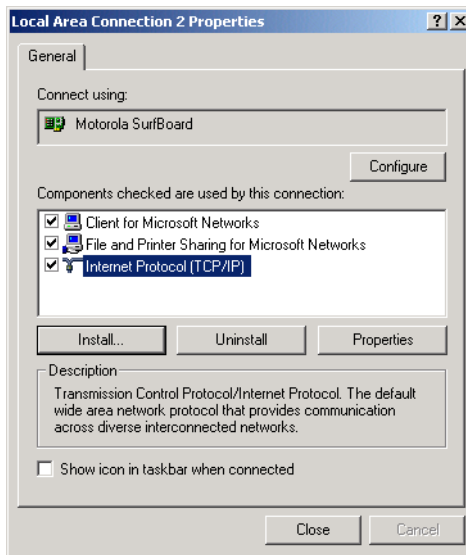 Local Area Connection 2 Properties
General
Connect using:
Motorola SurfBoard
Configure
Components checked are used by this connection:
Client for Microsoft Networks
File and Printer Sharing for Microsoft Networks
Internet Protocol (TCP/IP)
Install... Uninstall Properties
Description
Transmission Control Protocol/Internet Protocol. The default
wide area network protocol that provides communication
across diverse interconnected networks.
Show icon in taskbar when connected
Close Cancel